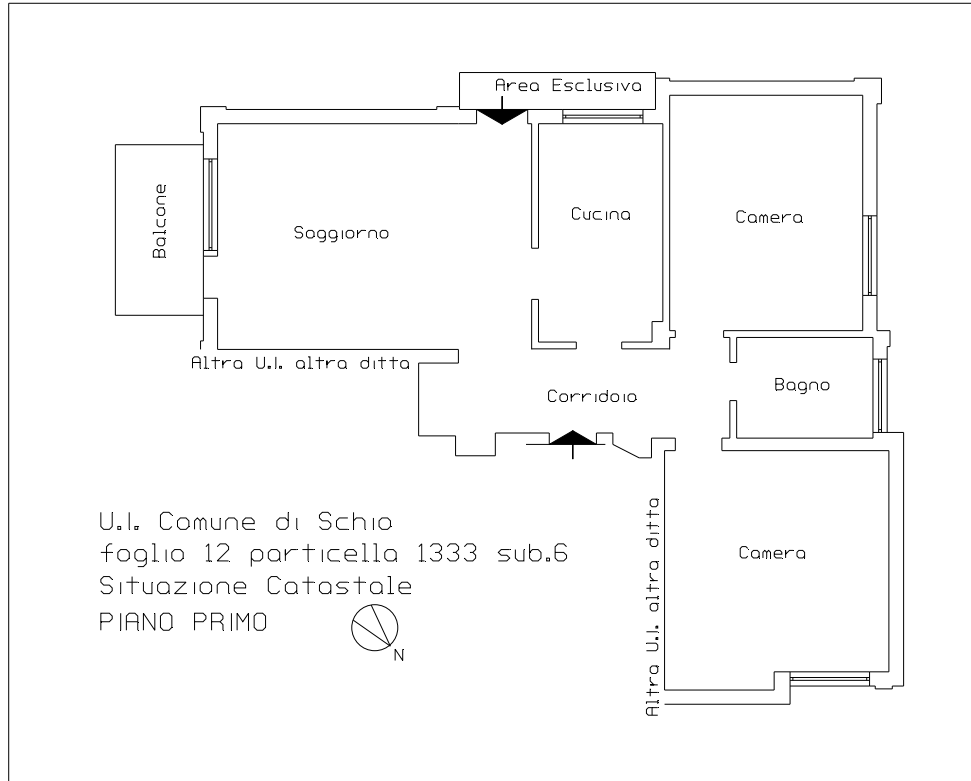 Area Esclusiva
Balcone
Soggiorno
Cucina
Camera
Altra U.I. altra ditta
Corridoio
Bagno
Camera
Altra U.I. altra ditta
U.I. Comune di Schio
foglio 12 particella 1333 sub.6
Situazione Catastale
PIANO PRIMO
N